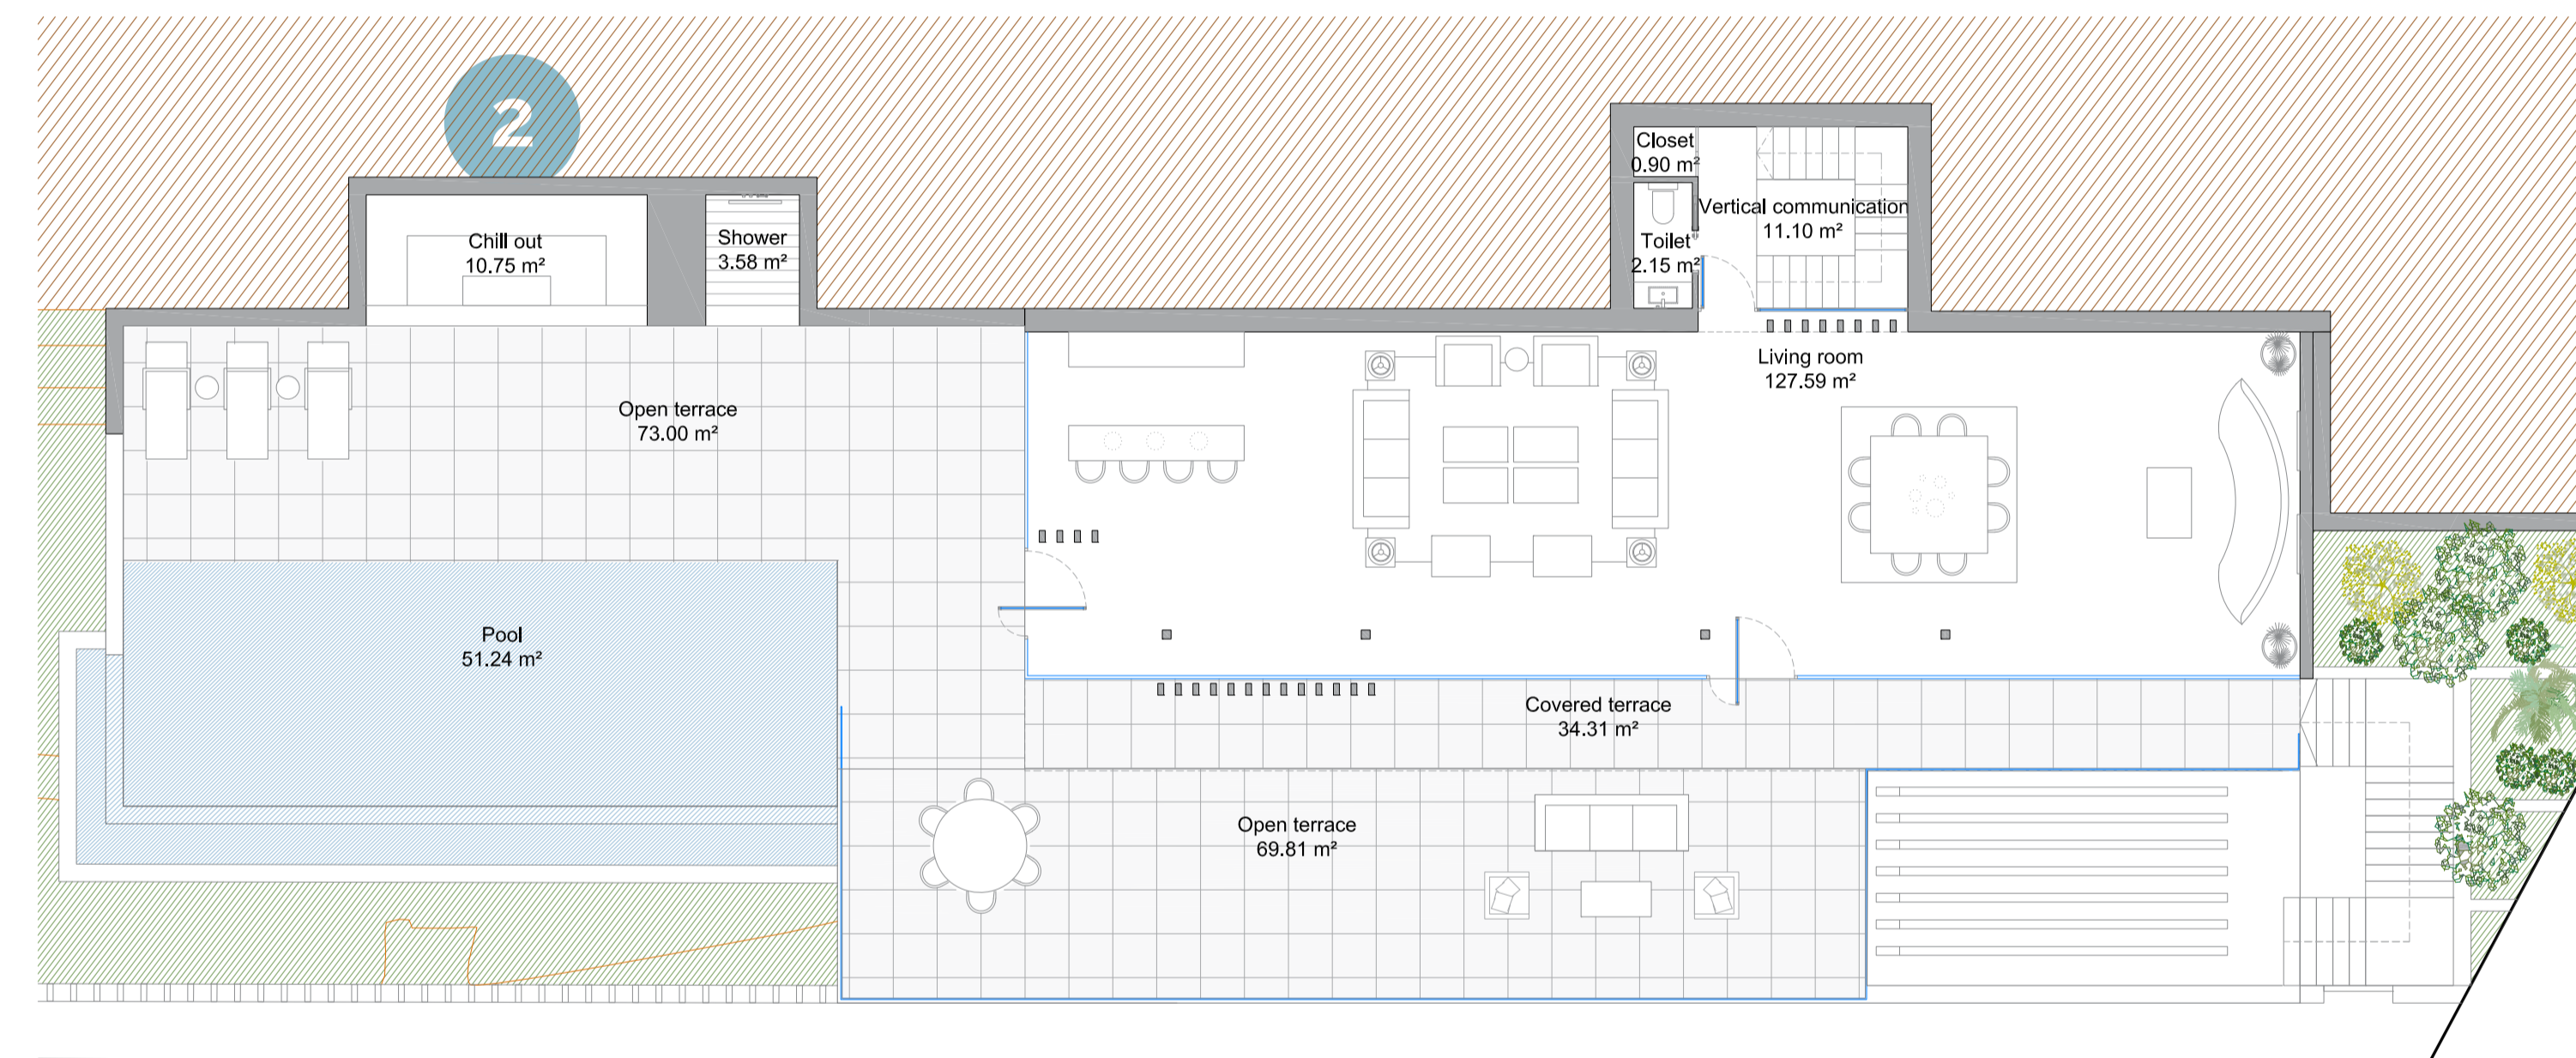 2
Closet
0.90 m²
Vertical communication
11.10 m²
Toilet
2.15 m²
Chill out
10.75 m²
Shower
3.58 m²
Living room
127.59 m²
Open terrace
73.00 m²
Pool
51.24 m²
Covered terrace
34.31 m²
Open terrace
69.81 m²